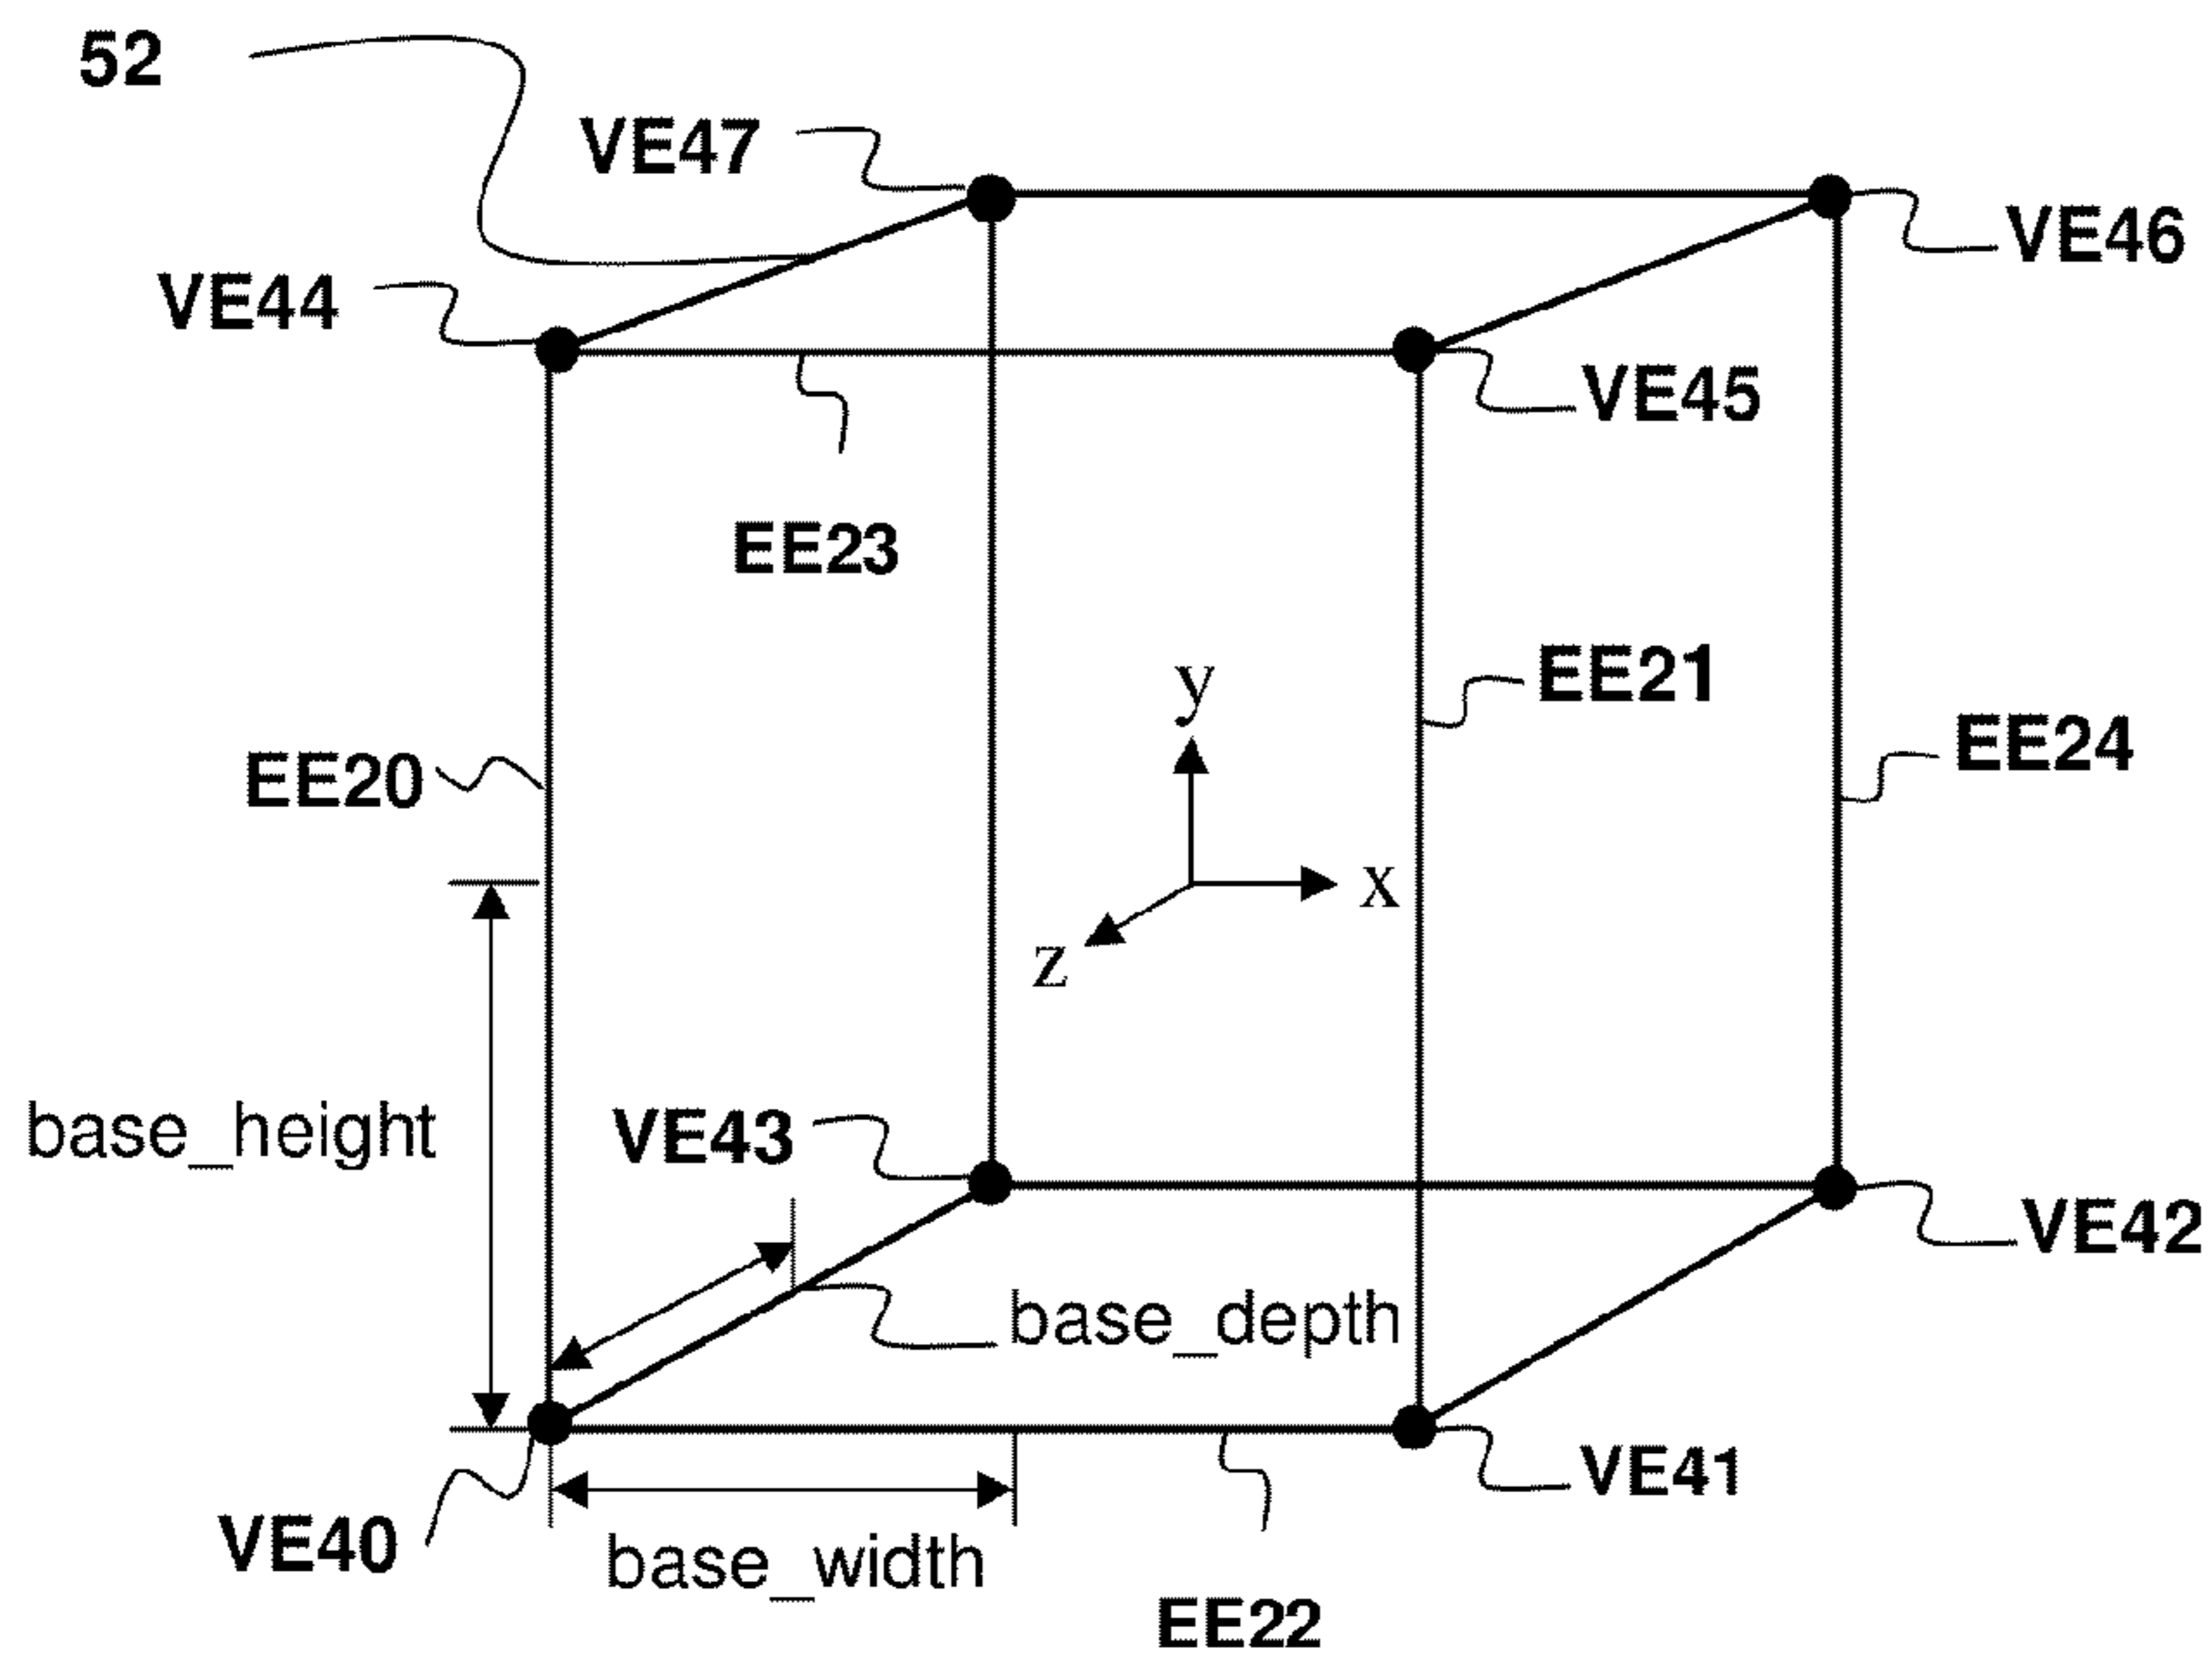 52
VE47
VE46
VE44
VE45
EE23
EE21
y
EE24
EE20
x
z
base_height
VE43
VE42
base_depth
VE41
VE40
base_width
EE22